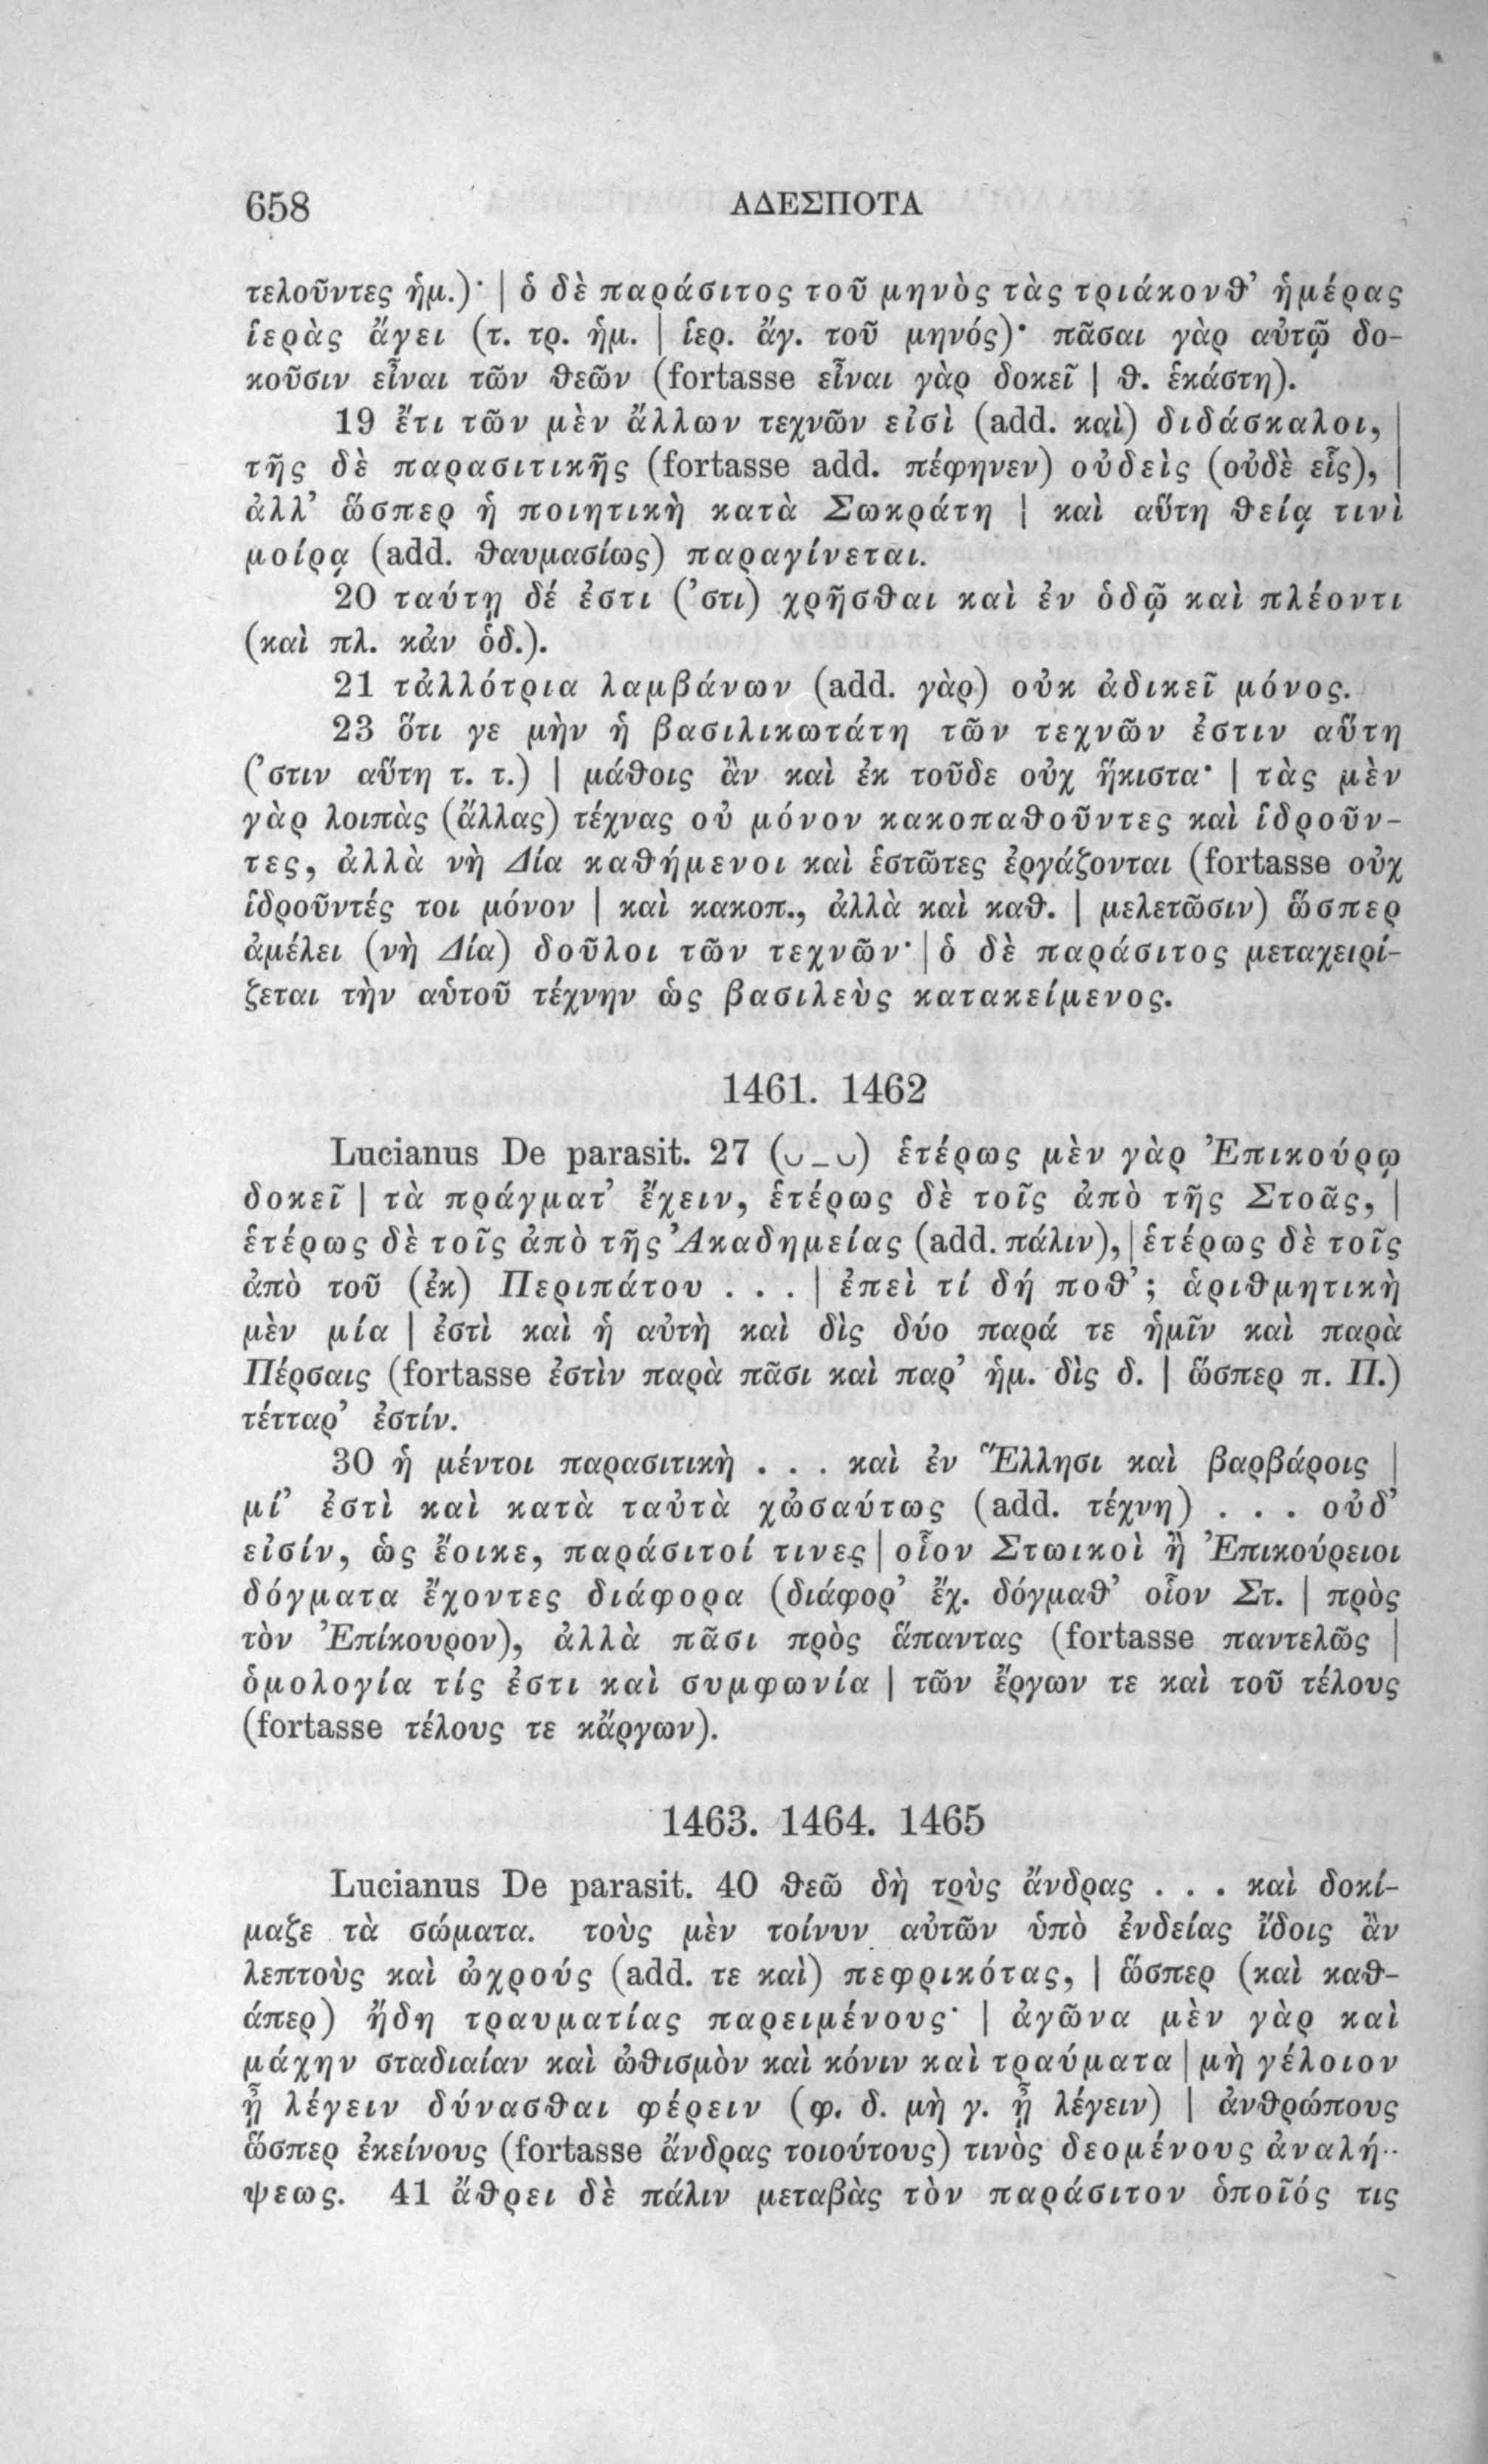 658 ΑΔΕΣΠΟΤΑ
τελοῦντες ἡμ.)· | ὁ δὲ παράσιτος τοῦ μηνὸς τὰς τριάκονθ’ ἡμέρας
ἱερὰς ἄγει (τ. τρ. ἡμ. | ἱερ. ἄγ. τοῦ μηνός)· πᾶσαι γὰρ αὐτῷ δο-
κοῦσιν εἶναι τῶν θεῶν (fortasse εἶναι γὰρ δοκεῖ | θ. ἑκάστη).
19 ἔτι τῶν μὲν ἄλλων τεχνῶν εἰσὶ (add. καὶ) διδάσκαλοι, |
τῆς δὲ παρασιτικῆς (fortasse add. πέφηνεν) οὐδεὶς (οὐδὲ εἷς), |
ἀλλ’ ὥσπερ ἡ ποιητικὴ κατὰ Σωκράτη | καὶ αὕτη θείᾳ τινὶ
μοίρᾳ (add. θαυμασίως) παραγίνεται.
20 ταύτῃ δέ ἐστι (’στι) χρῆσθαι καὶ ἐν ὁδῷ καὶ πλέοντι
(καὶ πλ. κἀν ὁδ.).
21 τἀλλότρια λαμβάνων (add. γὰρ) οὐκ ἀδικεῖ μόνος.
23 ὅτι γε μὴν ἡ βασιλικωτάτη τῶν τεχνῶν ἐστιν αὕτη
(’στιν αὕτη τ. τ.) | μάθοις ἂν καὶ ἐκ τοῦδε οὐχ ἥκιστα· | τὰς μὲν
γὰρ λοιπὰς (ἄλλας) τέχνας οὐ μόνον κακοπαθοῦντες καὶ ἱδροῦν-
τες, ἀλλὰ νὴ Δία καθήμενοι καὶ ἑστῶτες ἐργάζονται (fortasse οὐχ
ἱδροῦντές τοι μόνον | καὶ κακοπ., ἀλλὰ καὶ καθ. | μελετῶσιν) ὥσπερ
ἀμέλει (νὴ Δία) δοῦλοι τῶν τεχνῶν· | ὁ δὲ παράσιτος μεταχειρί-
ζεται τὴν αὑτοῦ τέχνην ὡς βασιλεὺς κατακείμενος.
1461. 1462
Lucianus De parasit. 27 (⏑–⏑) ἑτέρως μὲν γὰρ Ἐπικούρῳ
δοκεῖ | τὰ πράγματ’ ἔχειν, ἑτέρως δὲ τοῖς ἀπὸ τῆς Στοᾶς, |
ἑτέρως δὲ τοῖς ἀπὸ τῆς Ἀκαδημείας (add. πάλιν), | ἑτέρως δὲ τοῖς
ἀπὸ τοῦ (ἐκ) Περιπάτου . . . | ἐπεὶ τί δή ποθ’; ἀριθμητικὴ
μὲν μία | ἐστὶ καὶ ἡ αὐτὴ καὶ δὶς δύο παρά τε ἡμῖν καὶ παρὰ
Πέρσαις (fortasse ἐστὶν παρὰ πᾶσι καὶ παρ’ ἡμ. δὶς δ. | ὥσπερ π. Π.)
τέτταρ’ ἐστίν.
30 ἡ μέντοι παρασιτικὴ . . . καὶ ἐν Ἕλλησι καὶ βαρβάροις |
μί’ ἐστὶ καὶ κατὰ ταὐτὰ χὠσαύτως (add. τέχνη) . . . οὐδ’
εἰσίν, ὡς ἔοικε, παράσιτοί τινες | οἷον Στωικοὶ ἢ Ἐπικούρειοι
δόγματα ἔχοντες διάφορα (διάφορ’ ἔχ. δόγμαθ’ οἷον Στ. | πρὸς
τὸν Ἐπίκουρον), ἀλλὰ πᾶσι πρὸς ἅπαντας (fortasse παντελῶς |
ὁμολογία τίς ἐστι καὶ συμφωνία | τῶν ἔργων τε καὶ τοῦ τέλους
(fortasse τέλους τε κἄργων).
1463. 1464. 1465
Lucianus De parasit. 40 θεῶ δὴ τοὺς ἄνδρας . . . καὶ δοκί-
μαζε τὰ σώματα. τοὺς μὲν τοίνυν αὐτῶν ὑπὸ ἐνδείας ἴδοις ἂν
λεπτοὺς καὶ ὠχρούς (add. τε καὶ) πεφρικότας, | ὥσπερ (καὶ καθ-
άπερ) ἤδη τραυματίας παρειμένους· | ἀγῶνα μὲν γὰρ καὶ
μάχην σταδιαίαν καὶ ὠθισμὸν καὶ κόνιν καὶ τραύματα | μὴ γέλοιον
ᾖ λέγειν δύνασθαι φέρειν (φ. δ. μὴ γ. ᾖ λέγειν) | ἀνθρώπους
ὥσπερ ἐκείνους (fortasse ἄνδρας τοιούτους) τινὸς δεομένους ἀναλή-
ψεως. 41 ἄθρει δὲ πάλιν μεταβὰς τὸν παράσιτον ὁποῖός τις